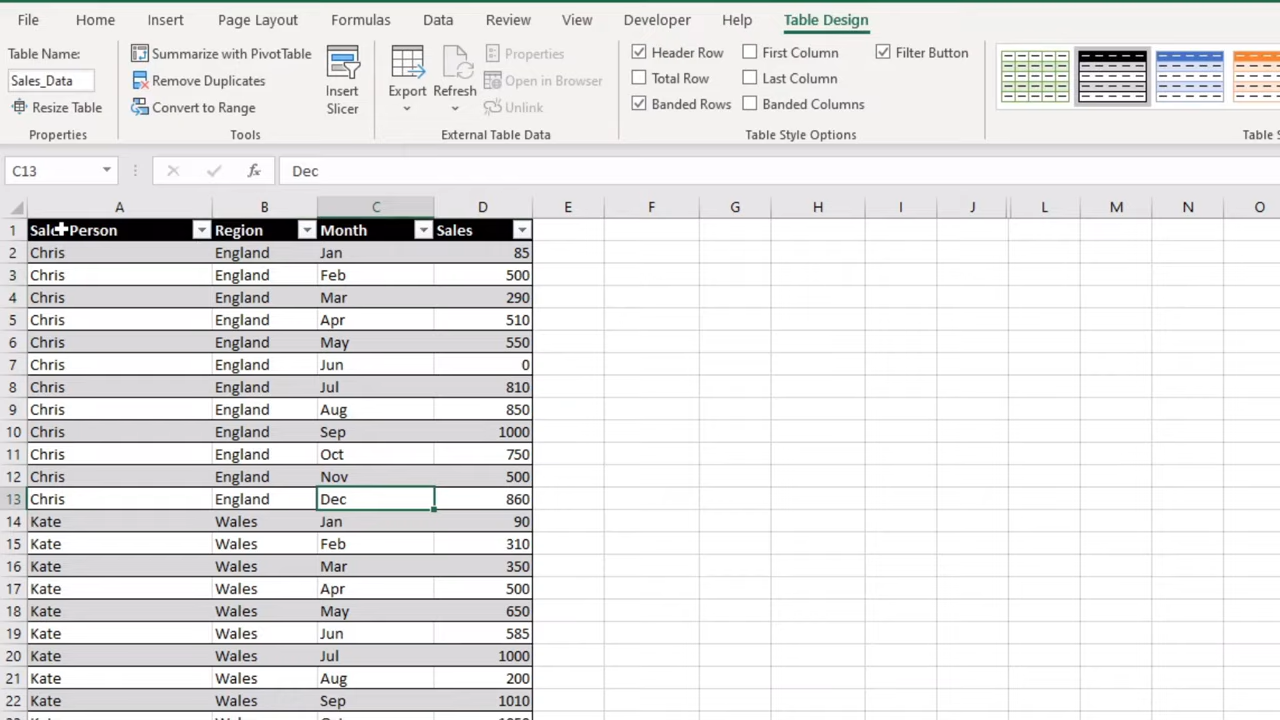 File Home Insert Page Layout Formulas Data Review View Developer Help Table Design
Table Name: Summarize with PivotTable Properties Header Row First Column Filter Button
Sales_Data Remove Duplicates Insert Slicer Export Refresh Open in Browser Total Row Last Column
Resize Table Convert to Range Unlink Banded Rows Banded Columns
Properties Tools External Table Data Table Style Options Table S
C13 fx Dec
A B C D E F G H I J L M N O
1 Person Region Month Sales
2 Chris England Jan 85
3 Chris England Feb 500
4 Chris England Mar 290
5 Chris England Apr 510
6 Chris England May 550
7 Chris England Jun 0
8 Chris England Jul 810
9 Chris England Aug 850
10 Chris England Sep 1000
11 Chris England Oct 750
12 Chris England Nov 500
13 Chris England Dec 860
14 Kate Wales Jan 90
15 Kate Wales Feb 310
16 Kate Wales Mar 350
17 Kate Wales Apr 500
18 Kate Wales May 650
19 Kate Wales Jun 585
20 Kate Wales Jul 1000
21 Kate Wales Aug 200
22 Kate Wales Sep 1010